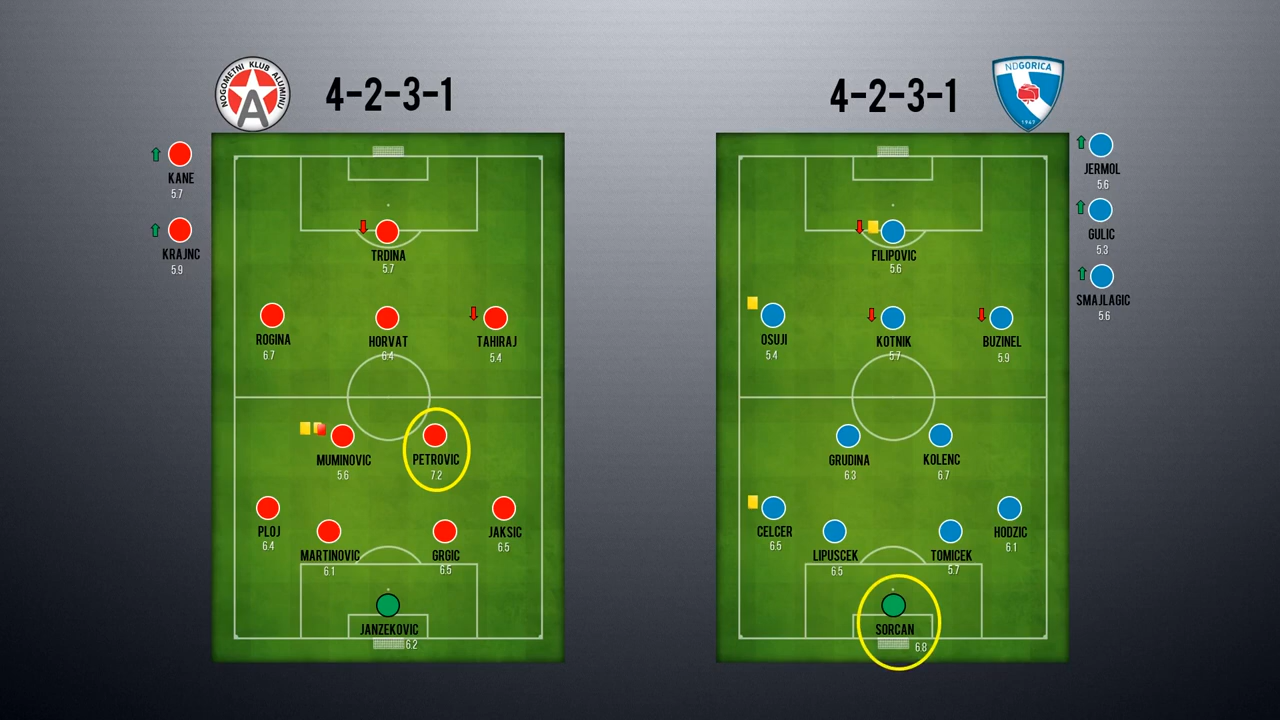 NOGOMETNI KLUB ALUMINIJ
A
4-2-3-1
KANE
5.7
KRAJNC
5.9
TRDINA
5.7
ROGINA
6.7
HORVAT
6.4
TAHIRAJ
5.4
MUMINOVIC
5.6
PETROVIC
7.2
PLOJ
6.4
MARTINOVIC
6.1
GRGIC
6.5
JAKSIC
6.5
JANZEKOVIC
6.2
4-2-3-1
ND GORICA
1947
JERMOL
5.6
GULIC
5.3
SMAJLAGIC
5.6
FILIPOVIC
5.6
OSUJI
5.4
KOTNIK
5.7
BUZINEL
5.9
GRUDINA
6.3
KOLENC
6.7
CELCER
6.5
LIPUSCEK
6.5
TOMICEK
5.7
HODZIC
6.1
SORCAN
6.8